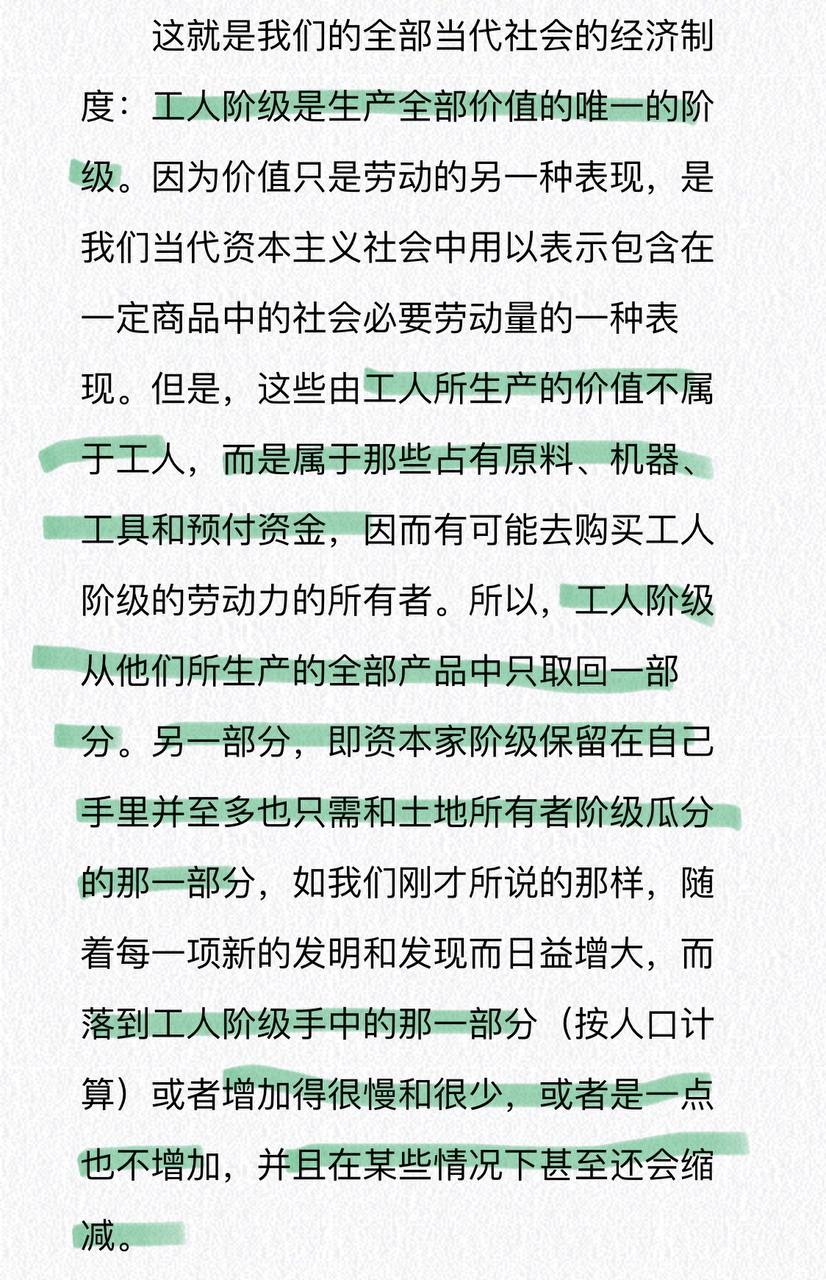 这就是我们的全部当代社会的经济制
度：工人阶级是生产全部价值的唯一的阶
级。因为价值只是劳动的另一种表现，是
我们当代资本主义社会中用以表示包含在
一定商品中的社会必要劳动量的一种表
现。但是，这些由工人所生产的价值不属
于工人，而是属于那些占有原料、机器、
工具和预付资金，因而有可能去购买工人
阶级的劳动力的所有者。所以，工人阶级
从他们所生产的全部产品中只取回一部
分。另一部分，即资本家阶级保留在自己
手里并至多也只需和土地所有者阶级瓜分
的那一部分，如我们刚才所说的那样，随
着每一项新的发明和发现而日益增大，而
落到工人阶级手中的那一部分（按人口计
算）或者增加得很慢和很少，或者是一点
也不增加，并且在某些情况下甚至还会缩
减。